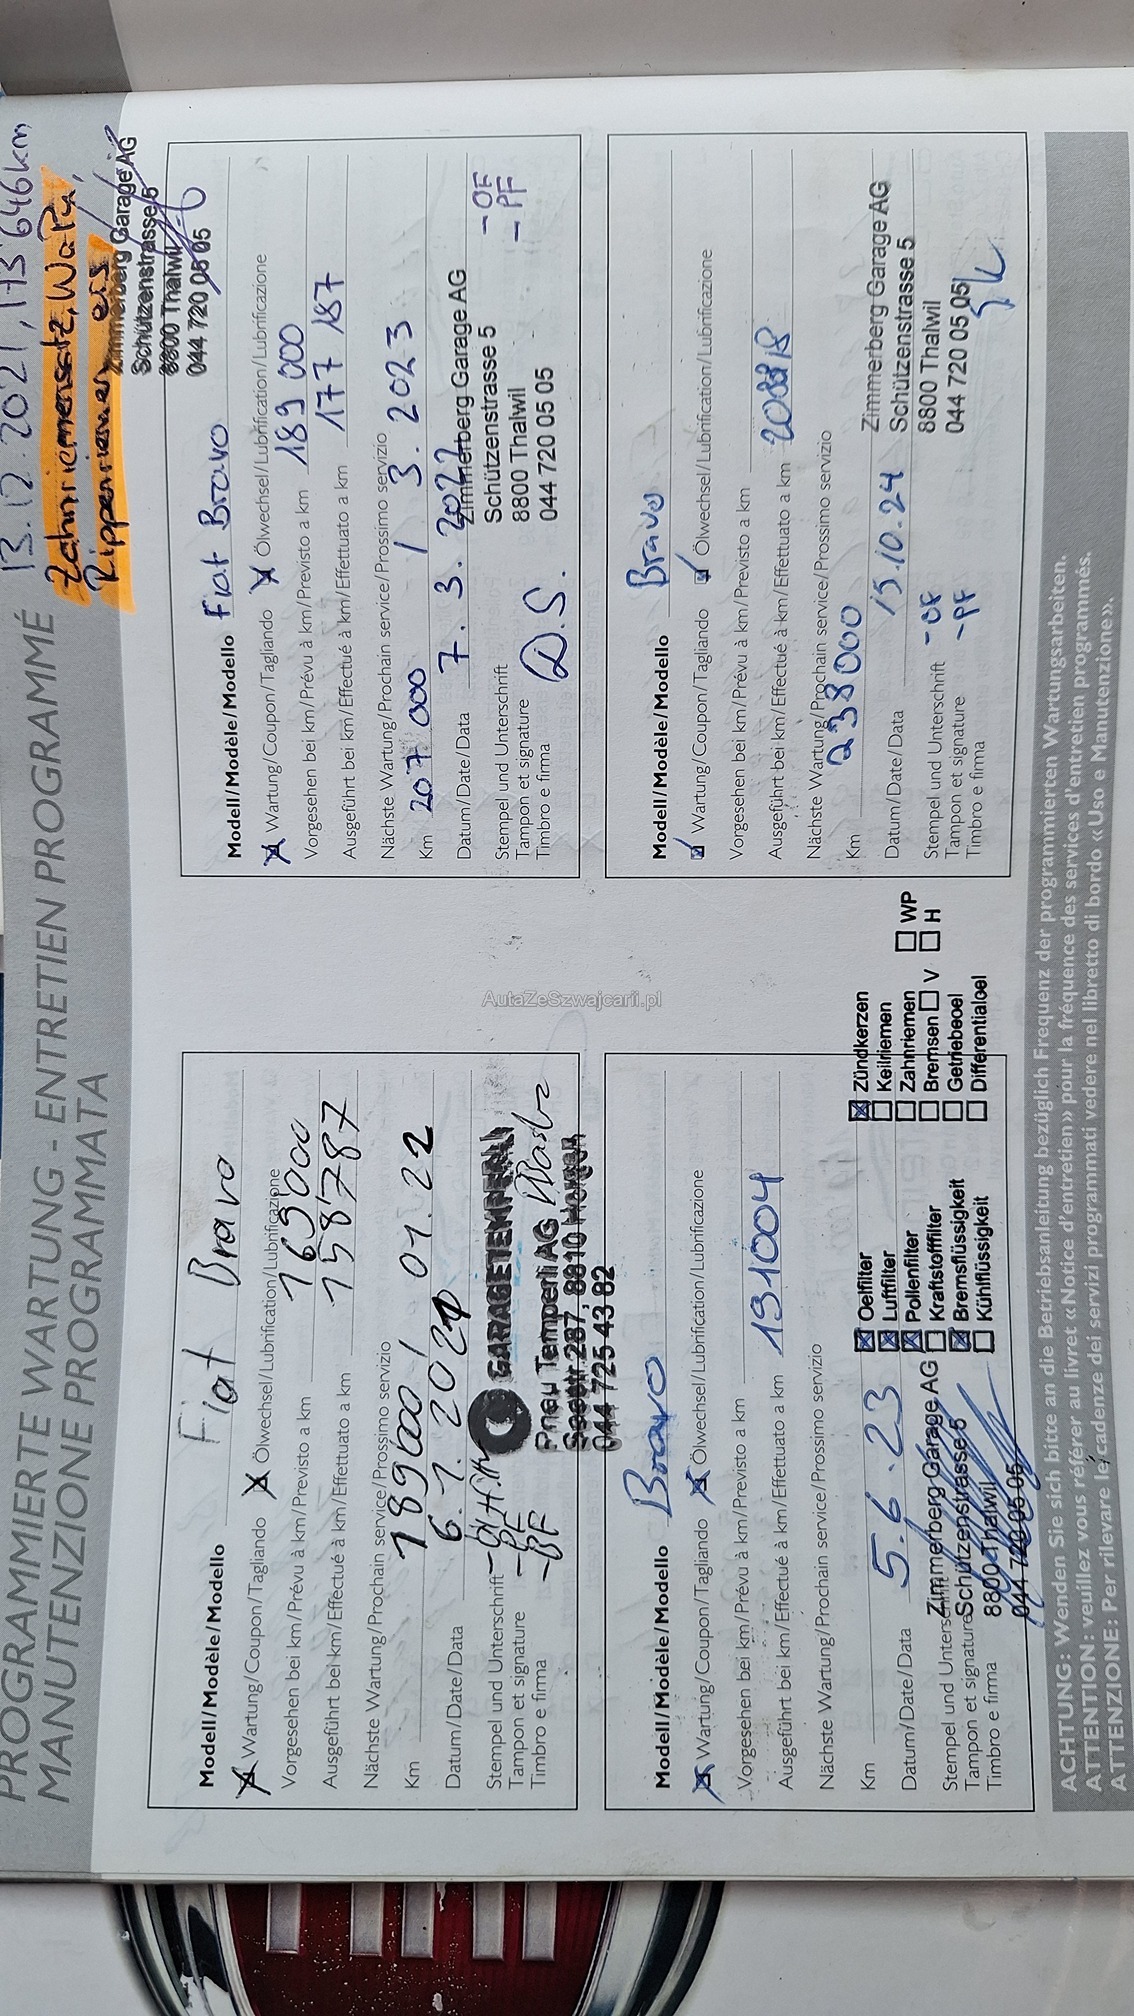 PROGRAMMIERTE WARTUNG - ENTRETIEN PROGRAMMÉ
MANUTENZIONE PROGRAMMATA
13.12.2021, 173'646km,
Zahnriemensatz, WaPu,
Rippenriemen ers
Zimmerberg Garage AG
Schützenstrasse 5
8800 Thalwil
044 720 05 05
Modell/Modèle/Modello Fiat Bravo
Wartung/Coupon/Tagliando Ölwechsel/Lubrification/Lubrificazione
Vorgesehen bei km/Prévu à km/Previsto a km 169'000
Ausgeführt bei km/Effectué à km/Effettuato a km 158'787
Nächste Wartung/Prochain service/Prossimo servizio
Km 189'000 / 01.22
Datum/Date/Data 6.1.2021
Stempel und Unterschrift
Tampon et signature
Timbro e firma
- PF
- BF
GARAGETEMPERLI
Pneu Temperli AG
Seestr. 287, 8810 Horgen
044 725 43 82
Modell/Modèle/Modello Fiat Bravo
Wartung/Coupon/Tagliando Ölwechsel/Lubrification/Lubrificazione
Vorgesehen bei km/Prévu à km/Previsto a km 189 000
Ausgeführt bei km/Effectué à km/Effettuato a km 177 187
Nächste Wartung/Prochain service/Prossimo servizio
Km 207 000 / 3. 2023
Datum/Date/Data 7. 3. 2022
Stempel und Unterschrift
Tampon et signature
Timbro e firma
D.S.
Zimmerberg Garage AG
Schützenstrasse 5
8800 Thalwil
044 720 05 05
- OF
- PF
AutaZeSzwajcarii.pl
Modell/Modèle/Modello Bravo
Wartung/Coupon/Tagliando Ölwechsel/Lubrification/Lubrificazione
Vorgesehen bei km/Prévu à km/Previsto a km
Ausgeführt bei km/Effectué à km/Effettuato a km 191004
Nächste Wartung/Prochain service/Prossimo servizio
Km
Datum/Date/Data 5.6.23
Stempel und Unterschrift
Tampon et signature
Timbro e firma
Zimmerberg Garage AG
Schützenstrasse 5
8800 Thalwil
044 720 05 05
Oelfilter Zündkerzen
Luftfilter Keilriemen
Pollenfilter Zahnriemen WP
Kraftstofffilter Bremsen V H
Bremsflüssigkeit Getriebeoel
Kühlflüssigkeit Differentialoel
Modell/Modèle/Modello Bravo
Wartung/Coupon/Tagliando Ölwechsel/Lubrification/Lubrificazione
Vorgesehen bei km/Prévu à km/Previsto a km
Ausgeführt bei km/Effectué à km/Effettuato a km
Nächste Wartung/Prochain service/Prossimo servizio
Km 238000
Datum/Date/Data 15.10.24
Stempel und Unterschrift - OF
Tampon et signature - PF
Timbro e firma
Zimmerberg Garage AG
Schützenstrasse 5
8800 Thalwil
044 720 05 05
ACHTUNG: Wenden Sie sich bitte an die Betriebsanleitung bezüglich Frequenz der programmierten Wartungsarbeiten.
ATTENTION: veuillez vous référer au livret «Notice d'entretien» pour la fréquence des services d'entretien programmés.
ATTENZIONE: Per rilevare le cadenze dei servizi programmati vedere nel libretto di bordo «Uso e Manutenzione».